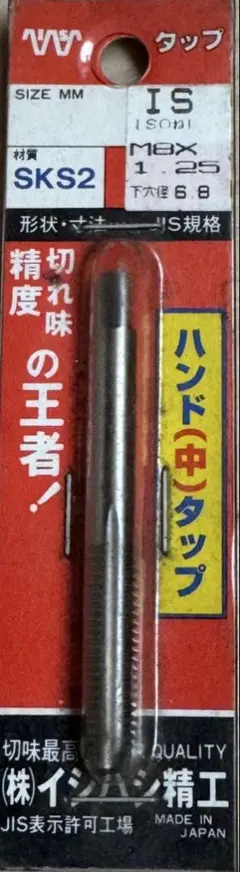 タップ
SIZE MM
IS
ISOねじ
M8X
1.25
下穴径6.8
材質
SKS2
形状・寸法 JIS規格
切れ味
精度
の王者!
ハンド(中)タップ
切味最高 QUALITY
(株)イシハシ精工
JIS表示許可工場
MADE IN
JAPAN